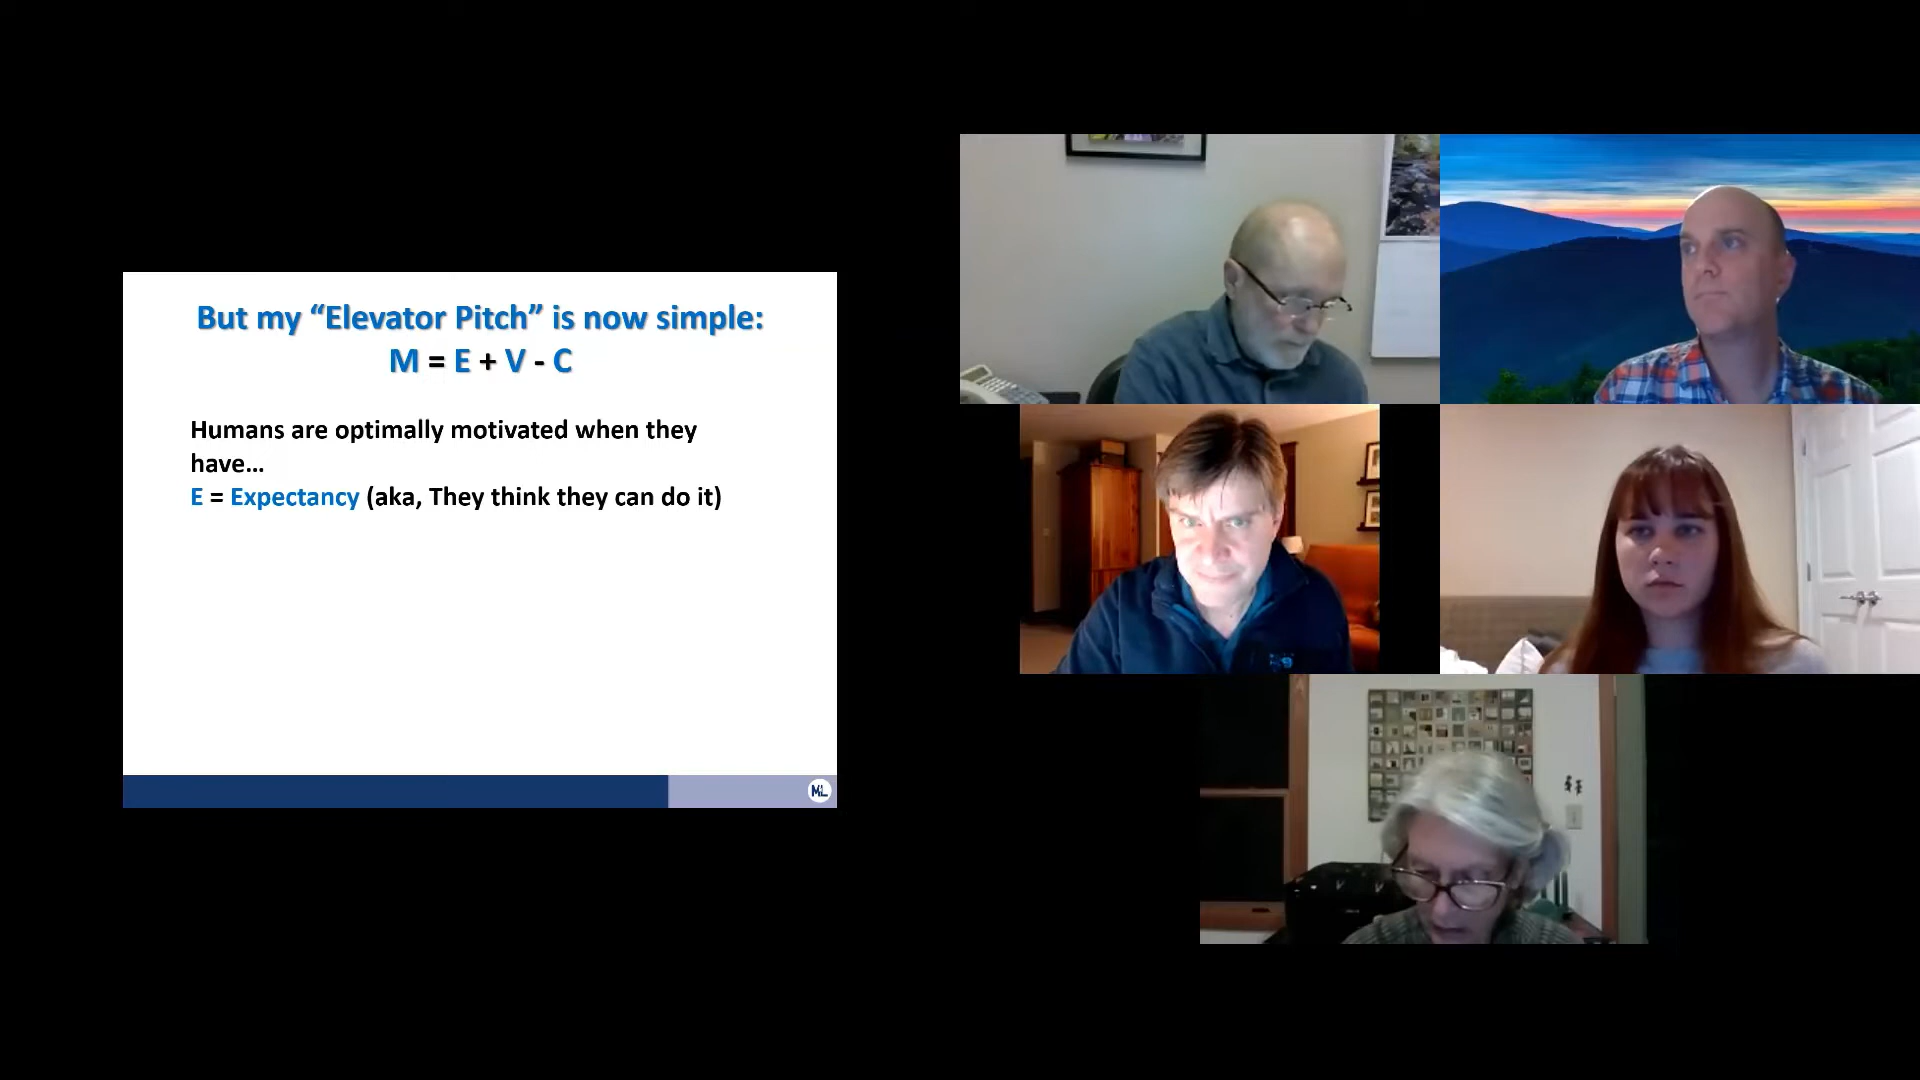 But my “Elevator Pitch” is now simple:
M = E + V - C
Humans are optimally motivated when they
have…
E = Expectancy (aka, They think they can do it)
ML